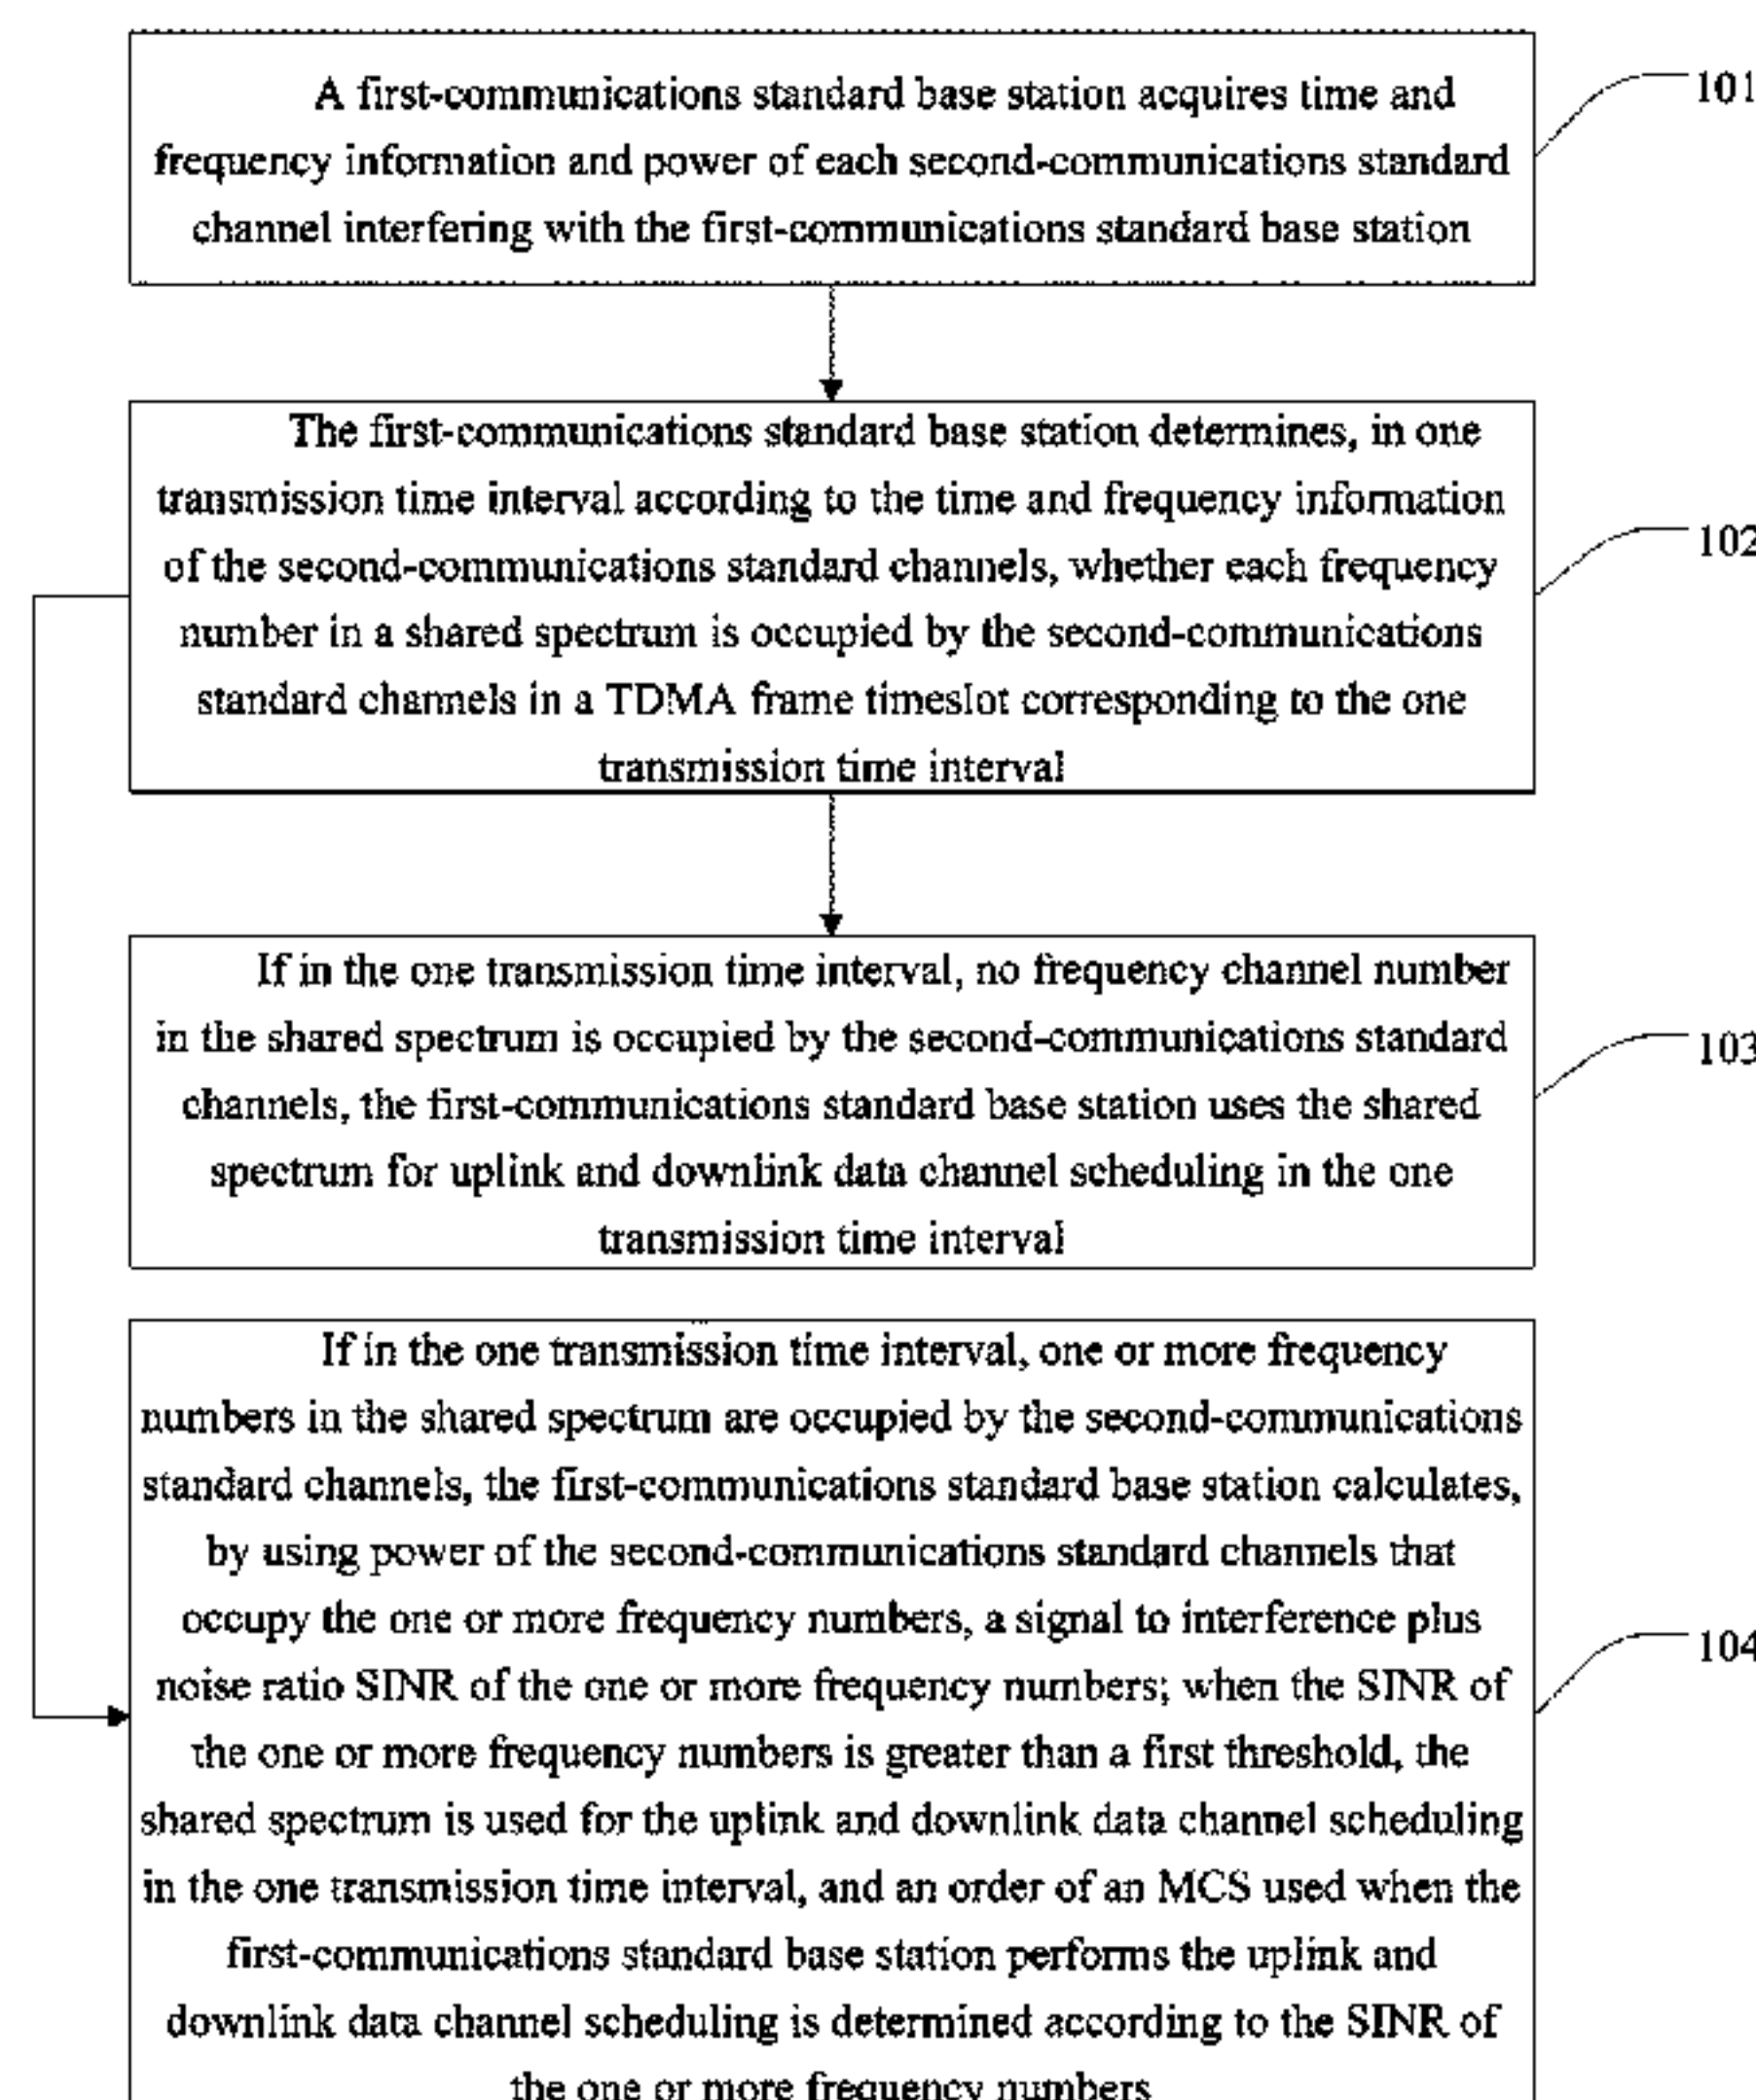 A first-communications standard base station acquires time and
frequency information and power of each second-communications standard
channel interfering with the first-communications standard base station
101
The first-communications standard base station determines, in one
transmission time interval according to the time and frequency information
of the second-communications standard channels, whether each frequency
number in a shared spectrum is occupied by the second-communications
standard channels in a TDMA frame timeslot corresponding to the one
transmission time interval
102
If in the one transmission time interval, no frequency channel number
in the shared spectrum is occupied by the second-communications standard
channels, the first-communications standard base station uses the shared
spectrum for uplink and downlink data channel scheduling in the one
transmission time interval
103
If in the one transmission time interval, one or more frequency
numbers in the shared spectrum are occupied by the second-communications
standard channels, the first-communications standard base station calculates,
by using power of the second-communications standard channels that
occupy the one or more frequency numbers, a signal to interference plus
noise ratio SINR of the one or more frequency numbers; when the SINR of
the one or more frequency numbers is greater than a first threshold, the
shared spectrum is used for the uplink and downlink data channel scheduling
in the one transmission time interval, and an order of an MCS used when the
first-communications standard base station performs the uplink and
downlink data channel scheduling is determined according to the SINR of
the one or more frequency numbers
104